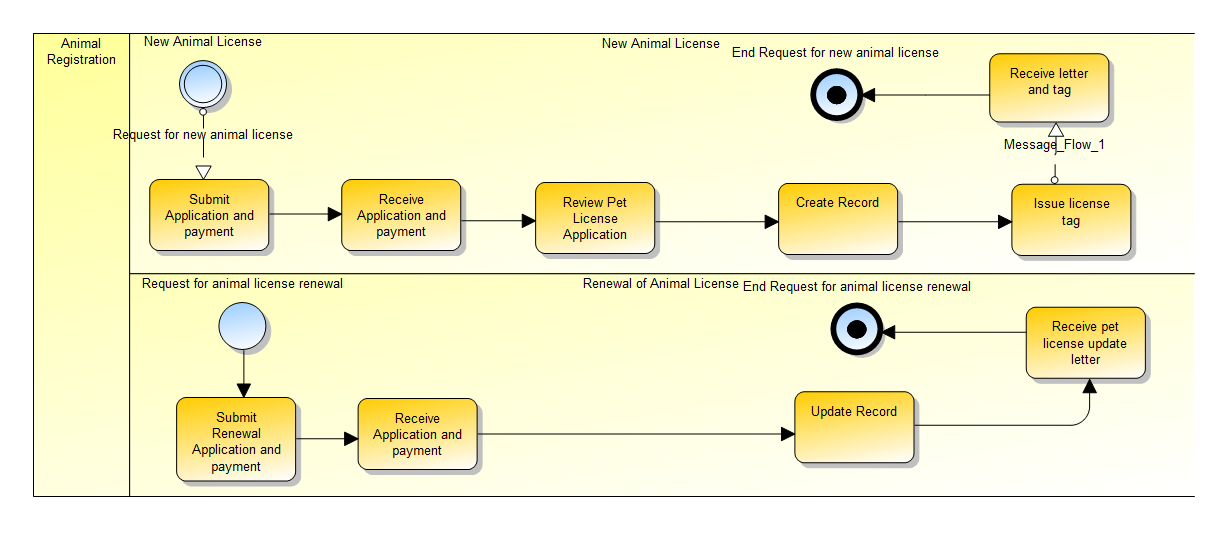 Animal
Registration
New Animal License
New Animal License
End Request for new animal license
Receive letter
and tag
Request for new animal license
Message_Flow_1
Submit
Application and
payment
Receive
Application and
payment
Review Pet
License
Application
Create Record
Issue license
tag
Request for animal license renewal
Renewal of Animal License
End Request for animal license renewal
Receive pet
license update
letter
Submit
Renewal
Application and
payment
Receive
Application and
payment
Update Record